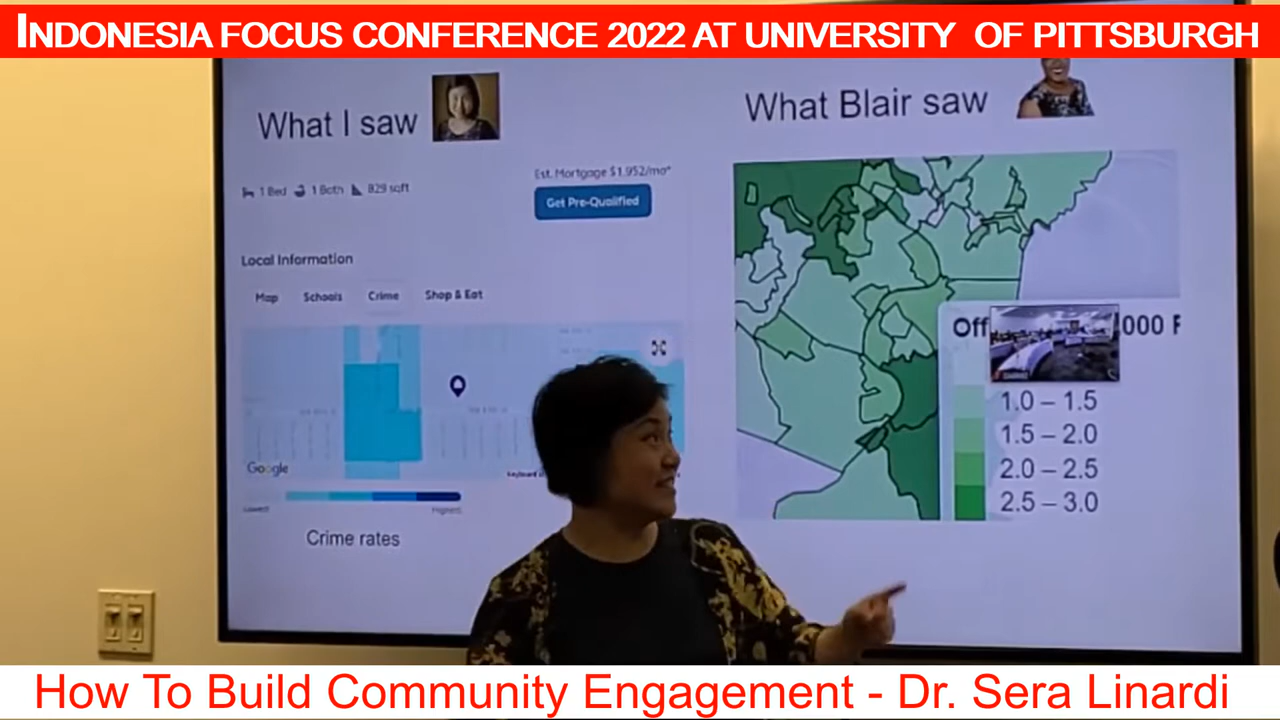 INDONESIA FOCUS CONFERENCE 2022 AT UNIVERSITY OF PITTSBURGH
What I saw
What Blair saw
1 Bed 1 Bath 829 sqft
Est. Mortgage $1,952/mo*
Get Pre-Qualified
Local Information
Map Schools Crime Shop & Eat
Off 000 F
1.0 – 1.5
1.5 – 2.0
2.0 – 2.5
2.5 – 3.0
Google
Lowest Highest
Crime rates
How To Build Community Engagement - Dr. Sera Linardi